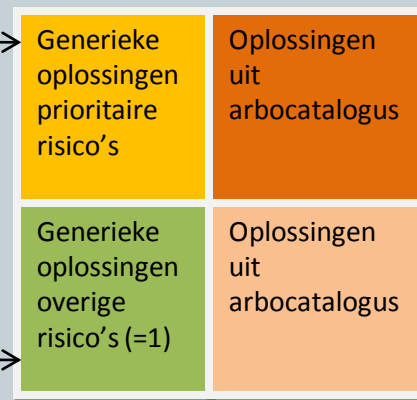 Generieke
oplossingen
prioritaire
risico's
Oplossingen
uit
arbocatalogus
Generieke
oplossingen
overige
risico's (=1)
Oplossingen
uit
arbocatalogus